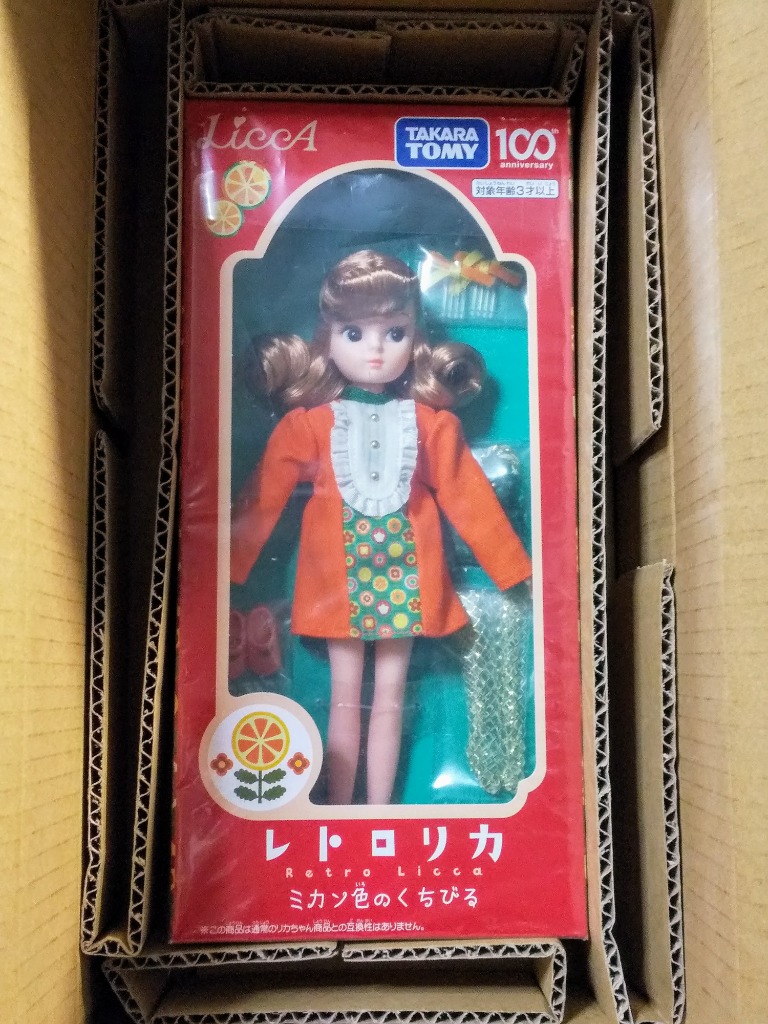 LiccA
TAKARA
TOMY
100th
anniversary
対象年齢3才以上
レトロリカ
Retro Licca
ミカン色のくちびる
※この商品は通常のリカちゃん商品との互換性はありません。